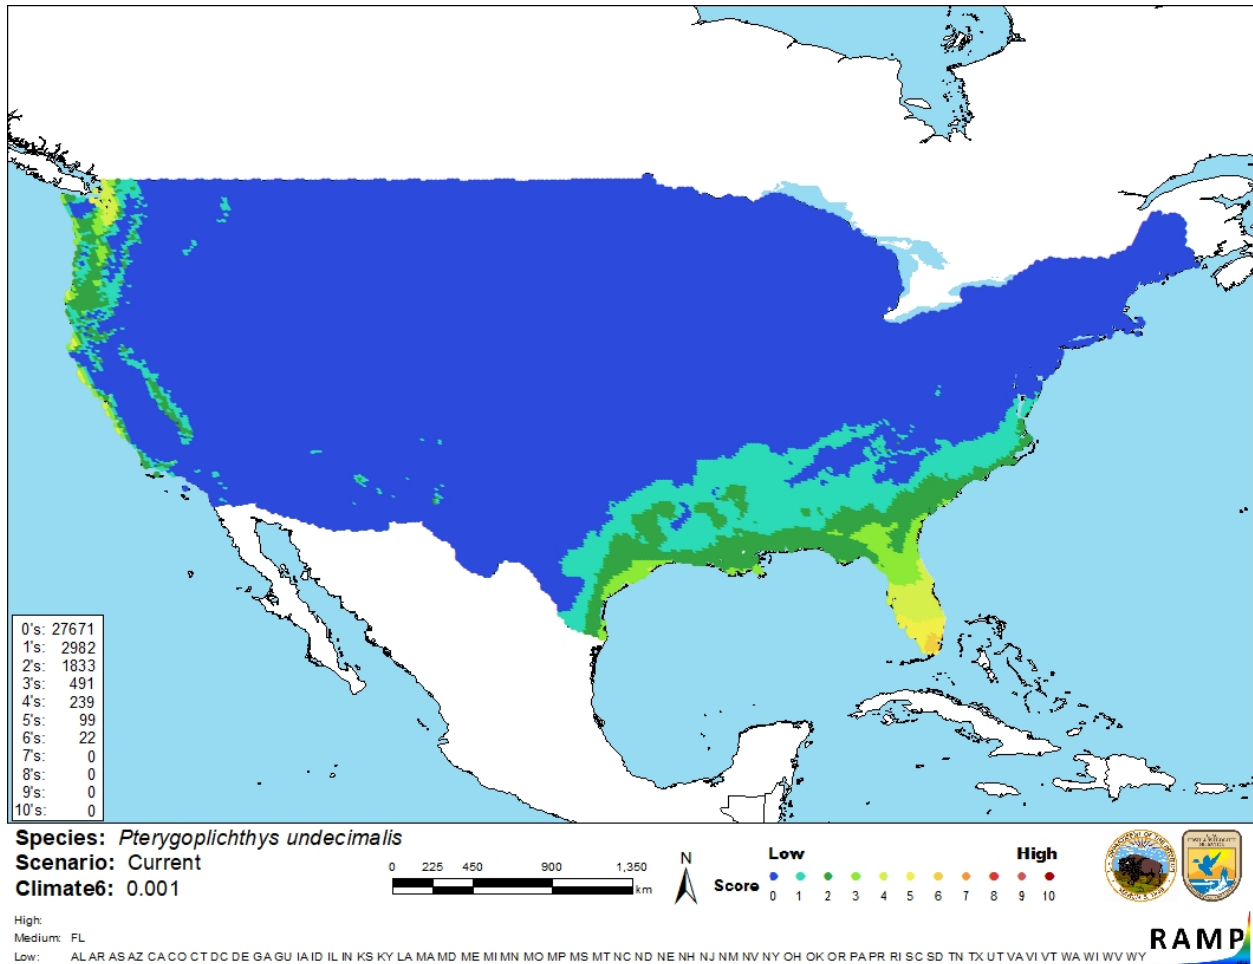 0's: 27671
1's: 2982
2's: 1833
3's: 491
4's: 239
5's: 99
6's: 22
7's: 0
8's: 0
9's: 0
10's: 0
Species: Pterygoplichthys undecimalis
Scenario: Current
Climate6: 0.001
0 225 450 900 1,350
km
N
Low High
Score 0 1 2 3 4 5 6 7 8 9 10
High:
Medium: FL
Low: AL AR AS AZ CA CO CT DC DE GA GU IA ID IL IN KS KY LA MA MD ME MI MN MO MP MS MT NC ND NE NH NJ NM NV NY OH OK OR PA PR RI SC SD TN TX UT VA VI VT WA WI WV WY
RAMP